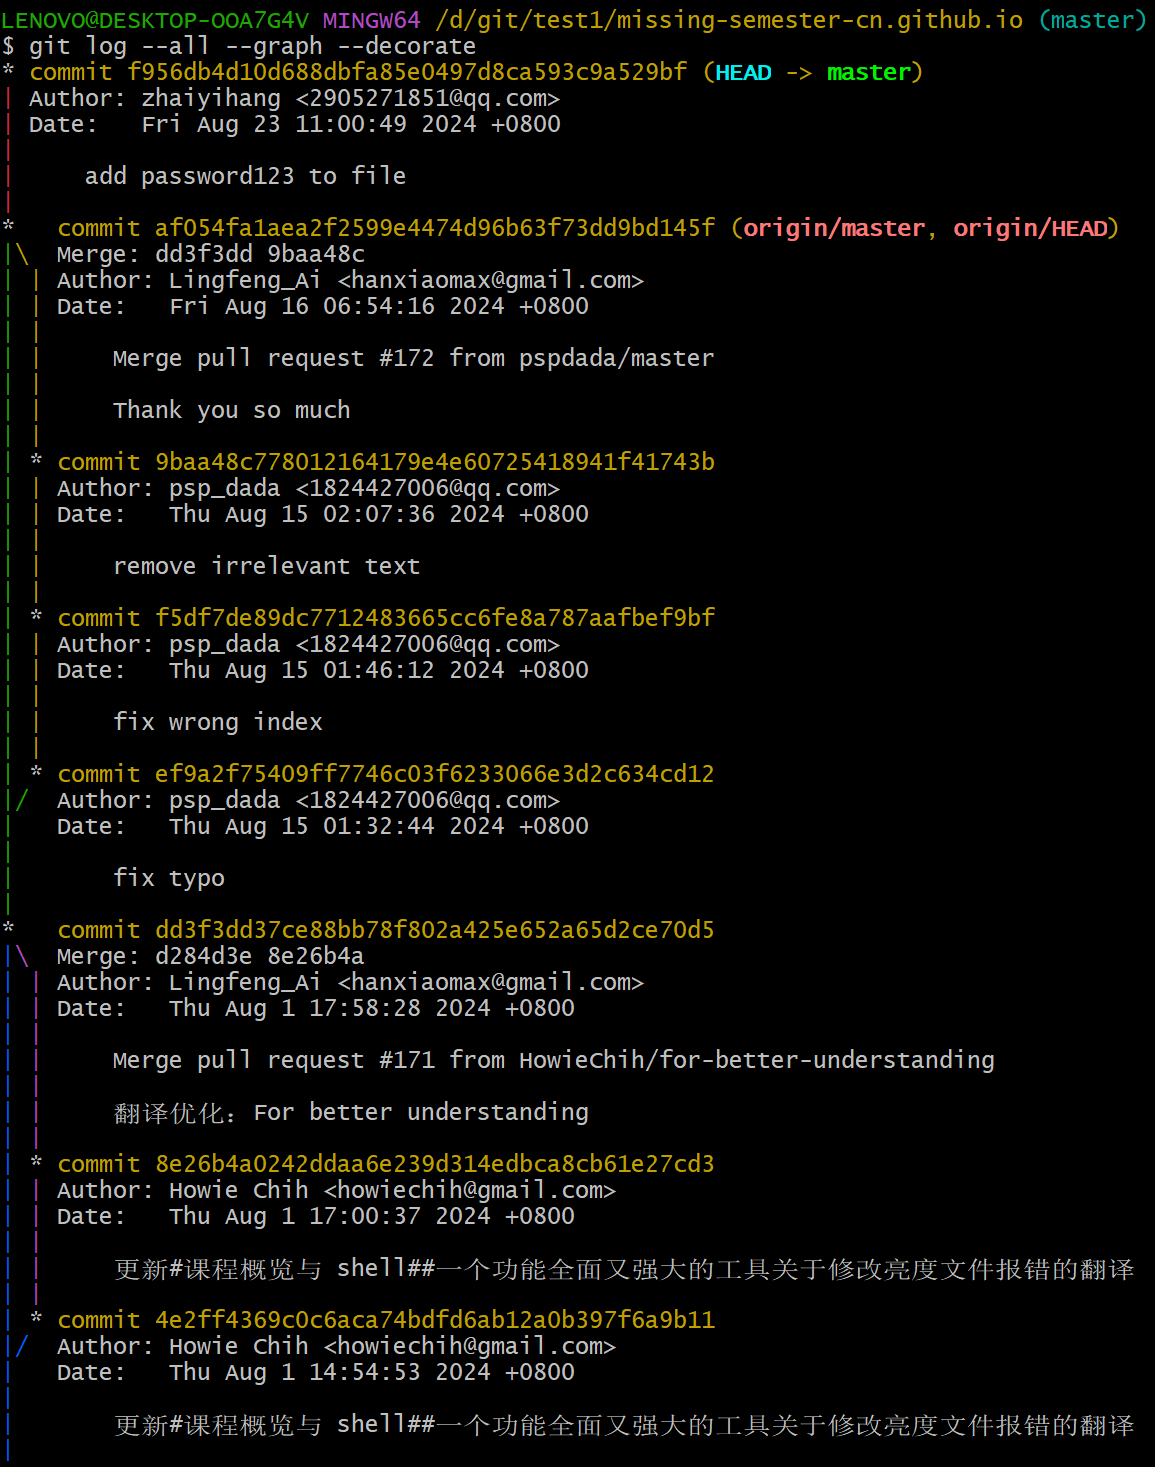 LENOVO@DESKTOP-OOA7G4V MINGW64 /d/git/test1/missing-semester-cn.github.io (master)
$ git log --all --graph --decorate
* commit f956db4d10d688dbfa85e0497d8ca593c9a529bf (HEAD -> master)
| Author: zhaiyihang <2905271851@qq.com>
| Date:   Fri Aug 23 11:00:49 2024 +0800
|
|     add password123 to file
|
*   commit af054fa1aea2f2599e4474d96b63f73dd9bd145f (origin/master, origin/HEAD)
|\  Merge: dd3f3dd 9baa48c
| | Author: Lingfeng_Ai <hanxiaomax@gmail.com>
| | Date:   Fri Aug 16 06:54:16 2024 +0800
| |
| |     Merge pull request #172 from pspdada/master
| |
| |     Thank you so much
| |
| * commit 9baa48c778012164179e4e60725418941f41743b
| | Author: psp_dada <1824427006@qq.com>
| | Date:   Thu Aug 15 02:07:36 2024 +0800
| |
| |     remove irrelevant text
| |
| * commit f5df7de89dc7712483665cc6fe8a787aafbef9bf
| | Author: psp_dada <1824427006@qq.com>
| | Date:   Thu Aug 15 01:46:12 2024 +0800
| |
| |     fix wrong index
| |
| * commit ef9a2f75409ff7746c03f6233066e3d2c634cd12
|/  Author: psp_dada <1824427006@qq.com>
|   Date:   Thu Aug 15 01:32:44 2024 +0800
|
|       fix typo
|
*   commit dd3f3dd37ce88bb78f802a425e652a65d2ce70d5
|\  Merge: d284d3e 8e26b4a
| | Author: Lingfeng_Ai <hanxiaomax@gmail.com>
| | Date:   Thu Aug 1 17:58:28 2024 +0800
| |
| |     Merge pull request #171 from HowieChih/for-better-understanding
| |
| |     翻译优化：For better understanding
| |
| * commit 8e26b4a0242ddaa6e239d314edbca8cb61e27cd3
| | Author: Howie Chih <howiechih@gmail.com>
| | Date:   Thu Aug 1 17:00:37 2024 +0800
| |
| |     更新#课程概览与 shell##一个功能全面又强大的工具关于修改亮度文件报错的翻译
| |
| * commit 4e2ff4369c0c6aca74bdfd6ab12a0b397f6a9b11
|/  Author: Howie Chih <howiechih@gmail.com>
|   Date:   Thu Aug 1 14:54:53 2024 +0800
|
|       更新#课程概览与 shell##一个功能全面又强大的工具关于修改亮度文件报错的翻译
|